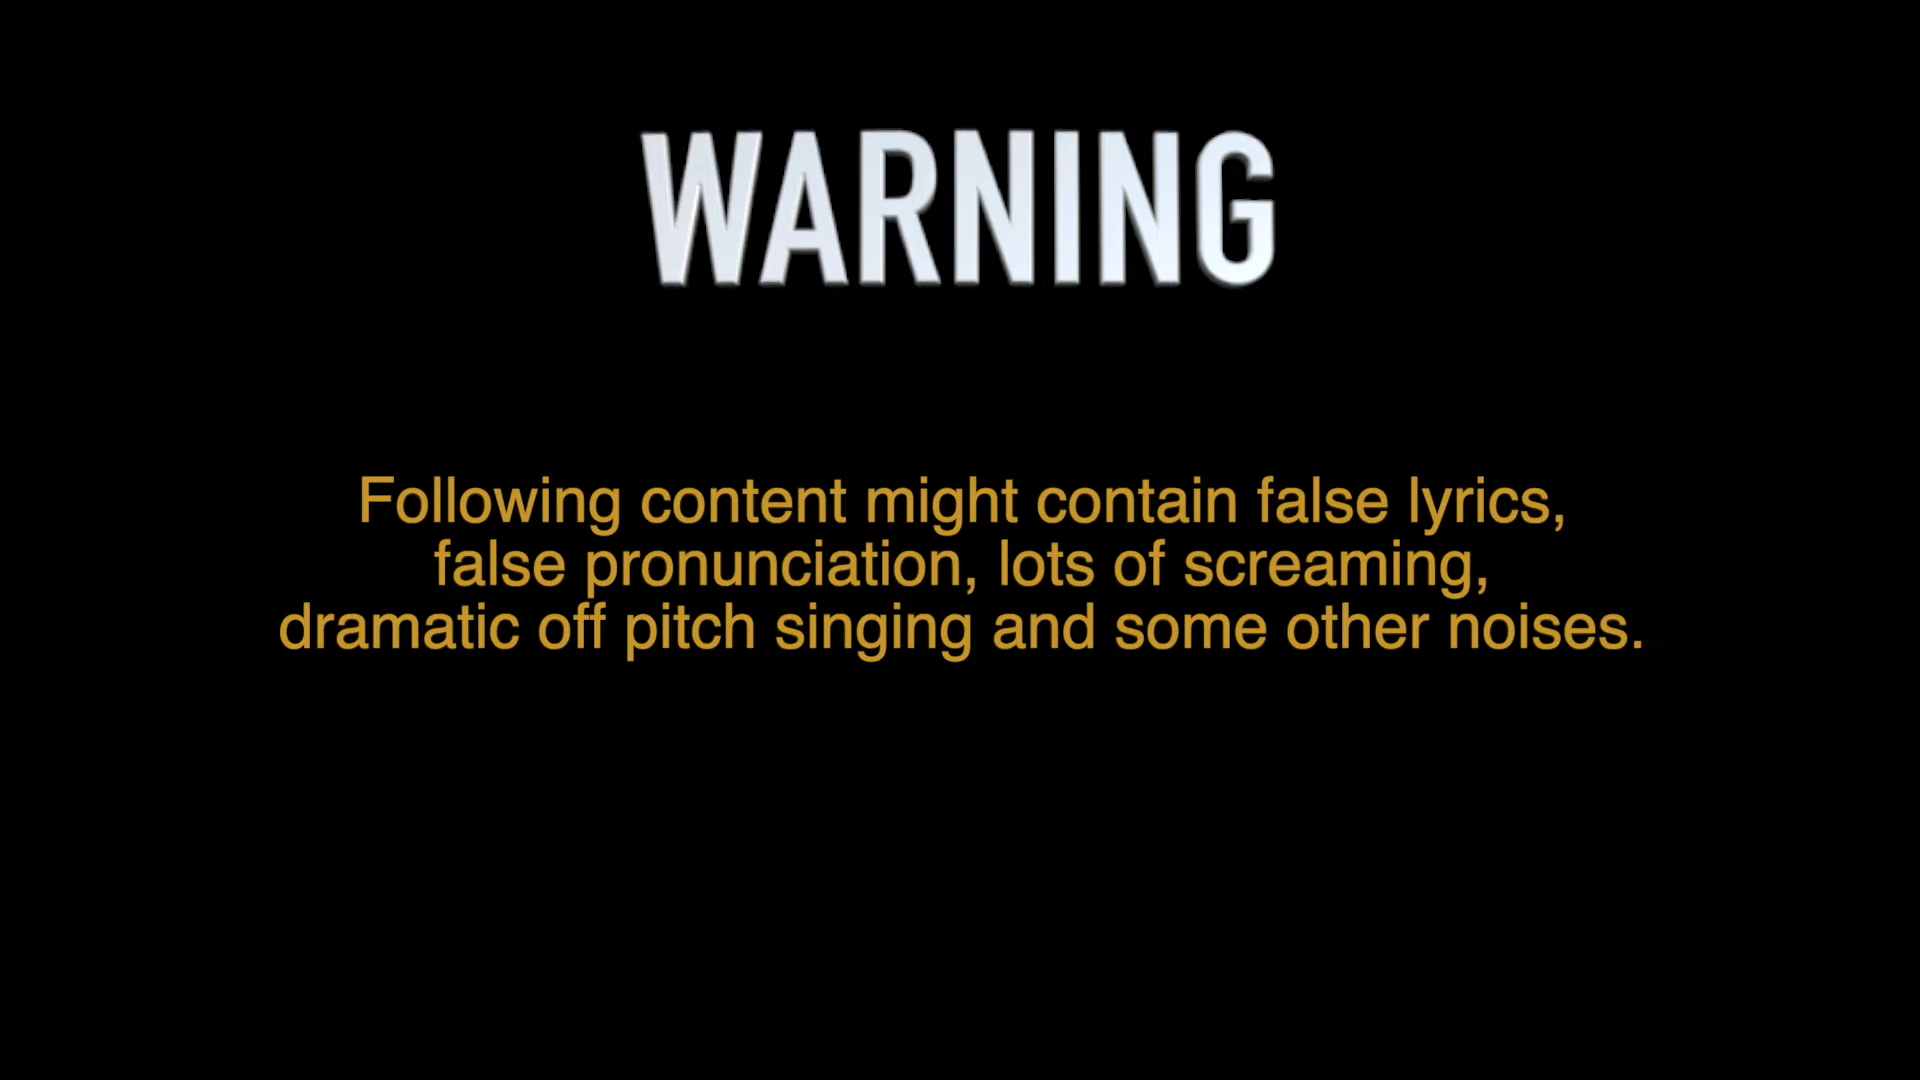 WARNING
Following content might contain false lyrics,
false pronunciation, lots of screaming,
dramatic off pitch singing and some other noises.